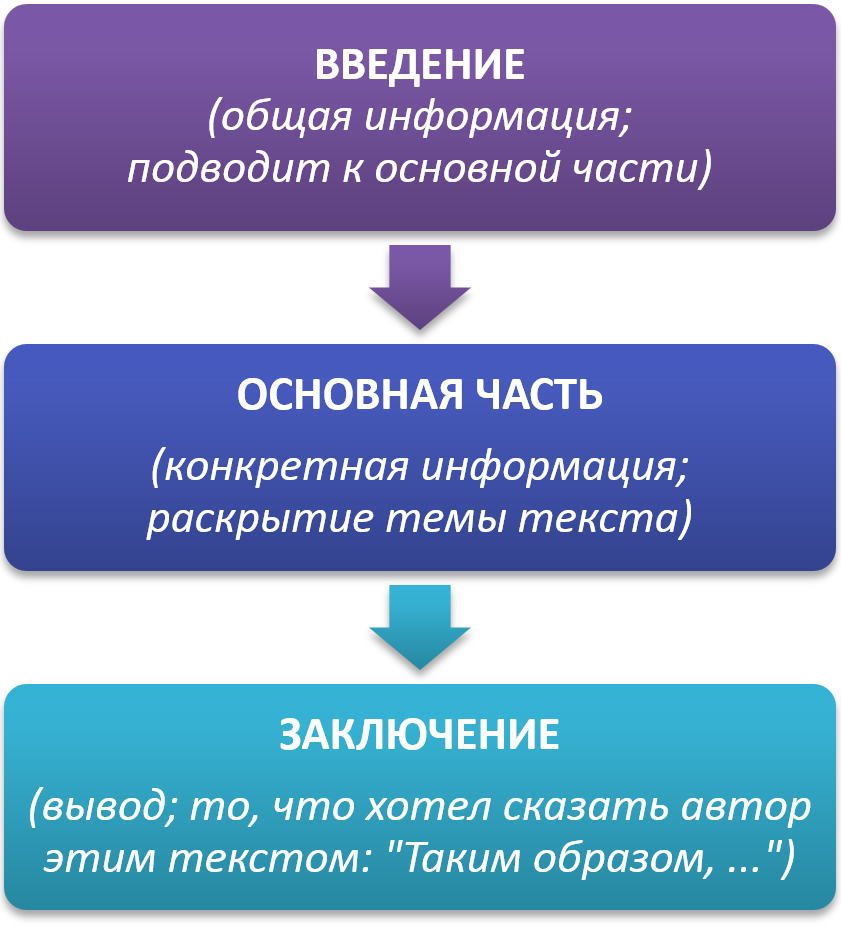 ВВЕДЕНИЕ
(общая информация;
подводит к основной части)
ОСНОВНАЯ ЧАСТЬ
(конкретная информация;
раскрытие темы текста)
ЗАКЛЮЧЕНИЕ
(вывод; то, что хотел сказать автор
этим текстом: "Таким образом, ...")